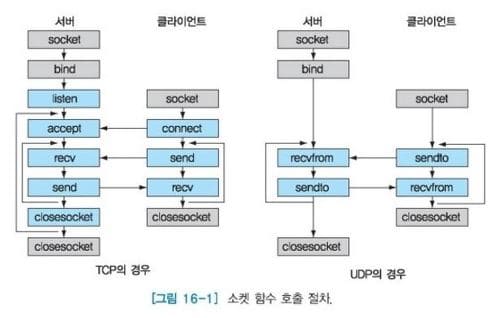 서버
클라이언트
socket
bind
listen
socket
accept
connect
recv
send
send
recv
closesocket
closesocket
closesocket
TCP의 경우
서버
클라이언트
socket
bind
socket
recvfrom
sendto
sendto
recvfrom
closesocket
closesocket
UDP의 경우
[그림 16-1] 소켓 함수 호출 절차.